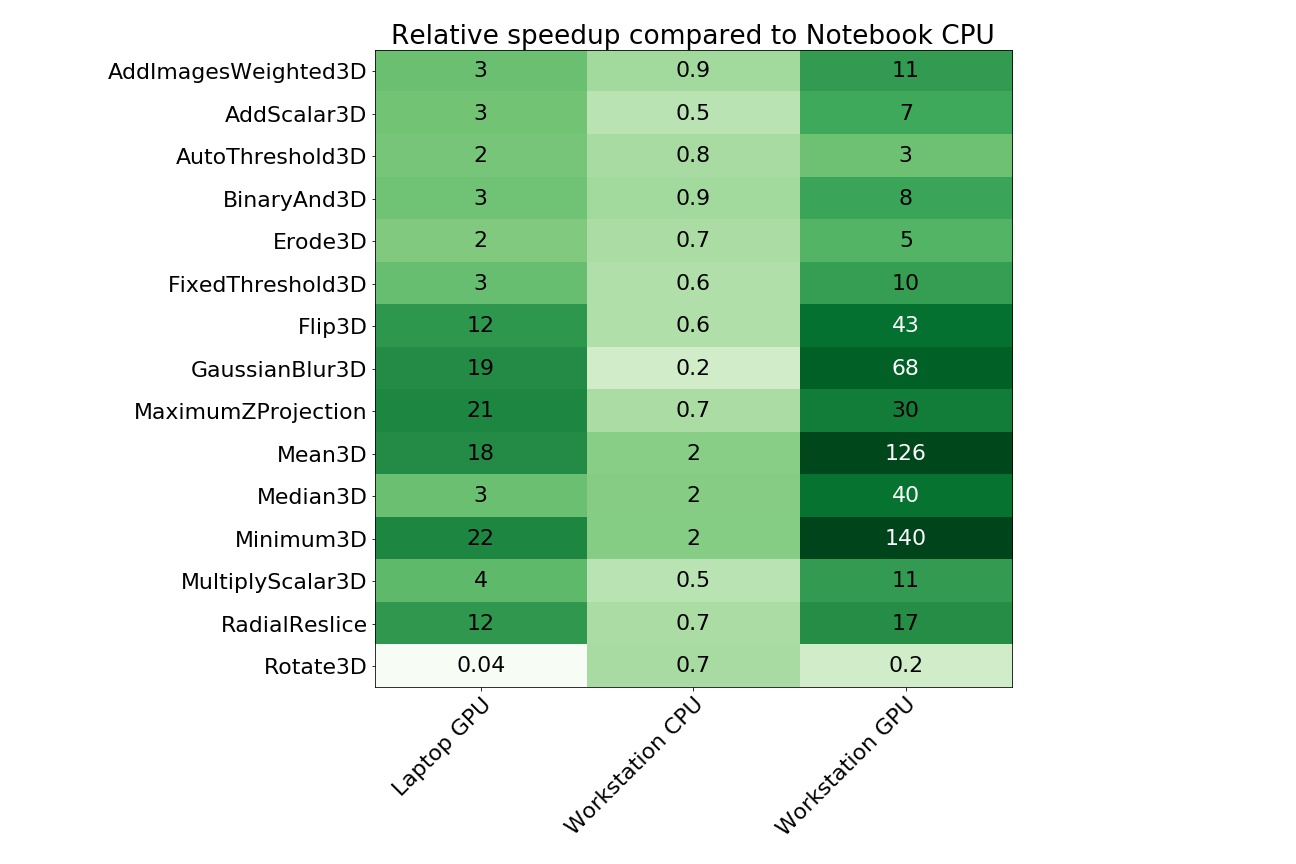 Relative speedup compared to Notebook CPU
AddImagesWeighted3D 3 0.9 11
AddScalar3D 3 0.5 7
AutoThreshold3D 2 0.8 3
BinaryAnd3D 3 0.9 8
Erode3D 2 0.7 5
FixedThreshold3D 3 0.6 10
Flip3D 12 0.6 43
GaussianBlur3D 19 0.2 68
MaximumZProjection 21 0.7 30
Mean3D 18 2 126
Median3D 3 2 40
Minimum3D 22 2 140
MultiplyScalar3D 4 0.5 11
RadialReslice 12 0.7 17
Rotate3D 0.04 0.7 0.2
Laptop GPU
Workstation CPU
Workstation GPU